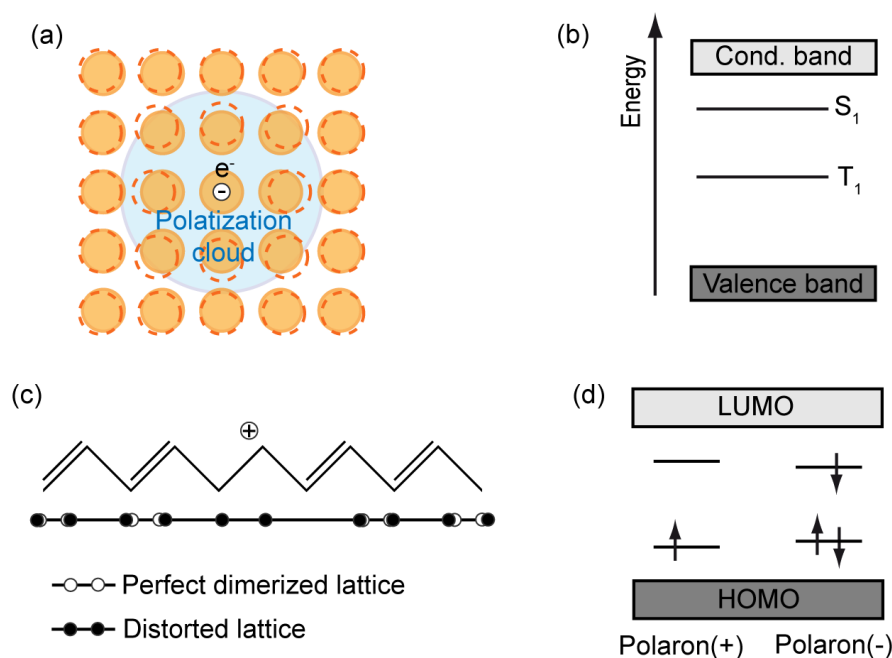 (a)
e-
Polatization
cloud
(b)
Energy
Cond. band
S1
T1
Valence band
(c)
+
Perfect dimerized lattice
Distorted lattice
(d)
LUMO
HOMO
Polaron(+) Polaron(-)